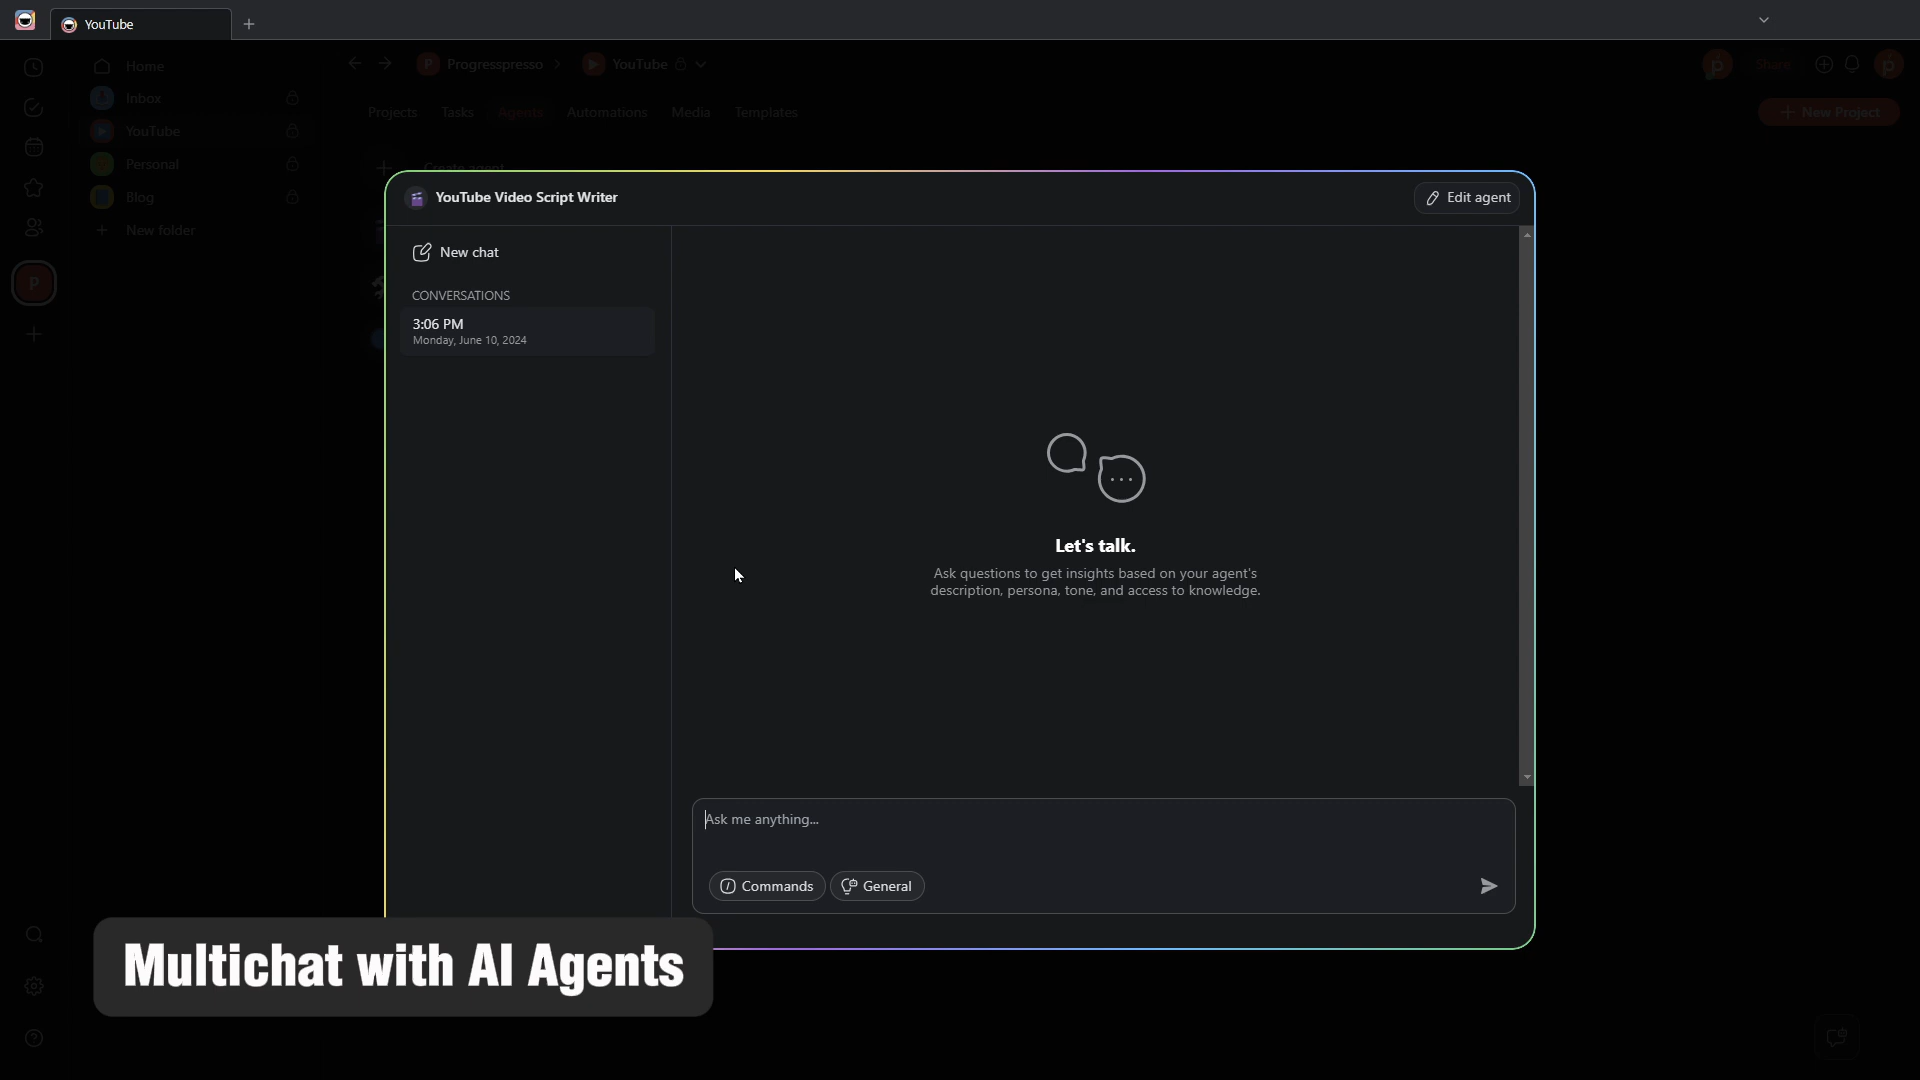 YouTube
Home
Inbox
YouTube
Personal
Blog
New folder
P
P Progresspresso
YouTube
Share
Projects Tasks Agents Automations Media Templates
New Project
Create agent
YouTube Video Script Writer
Edit agent
New chat
CONVERSATIONS
3:06 PM
Monday, June 10, 2024
Let's talk.
Ask questions to get insights based on your agent's
description, persona, tone, and access to knowledge.
Ask me anything...
Commands
General
Multichat with AI Agents